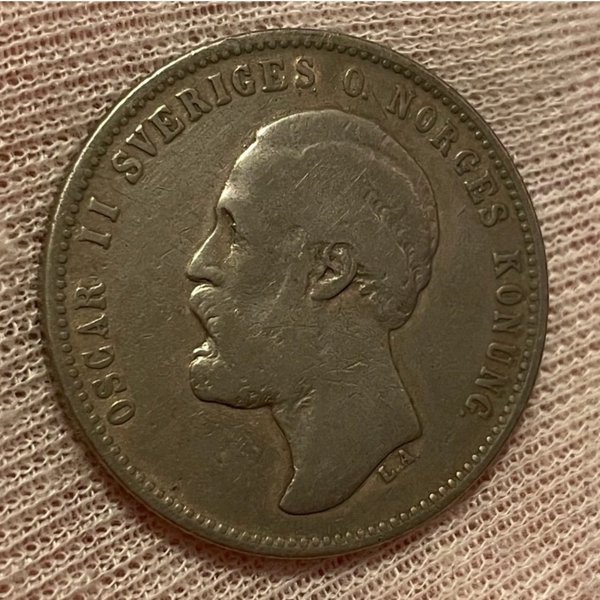 OSCAR II SVERIGES O. NORGES KONUNG.
L.A